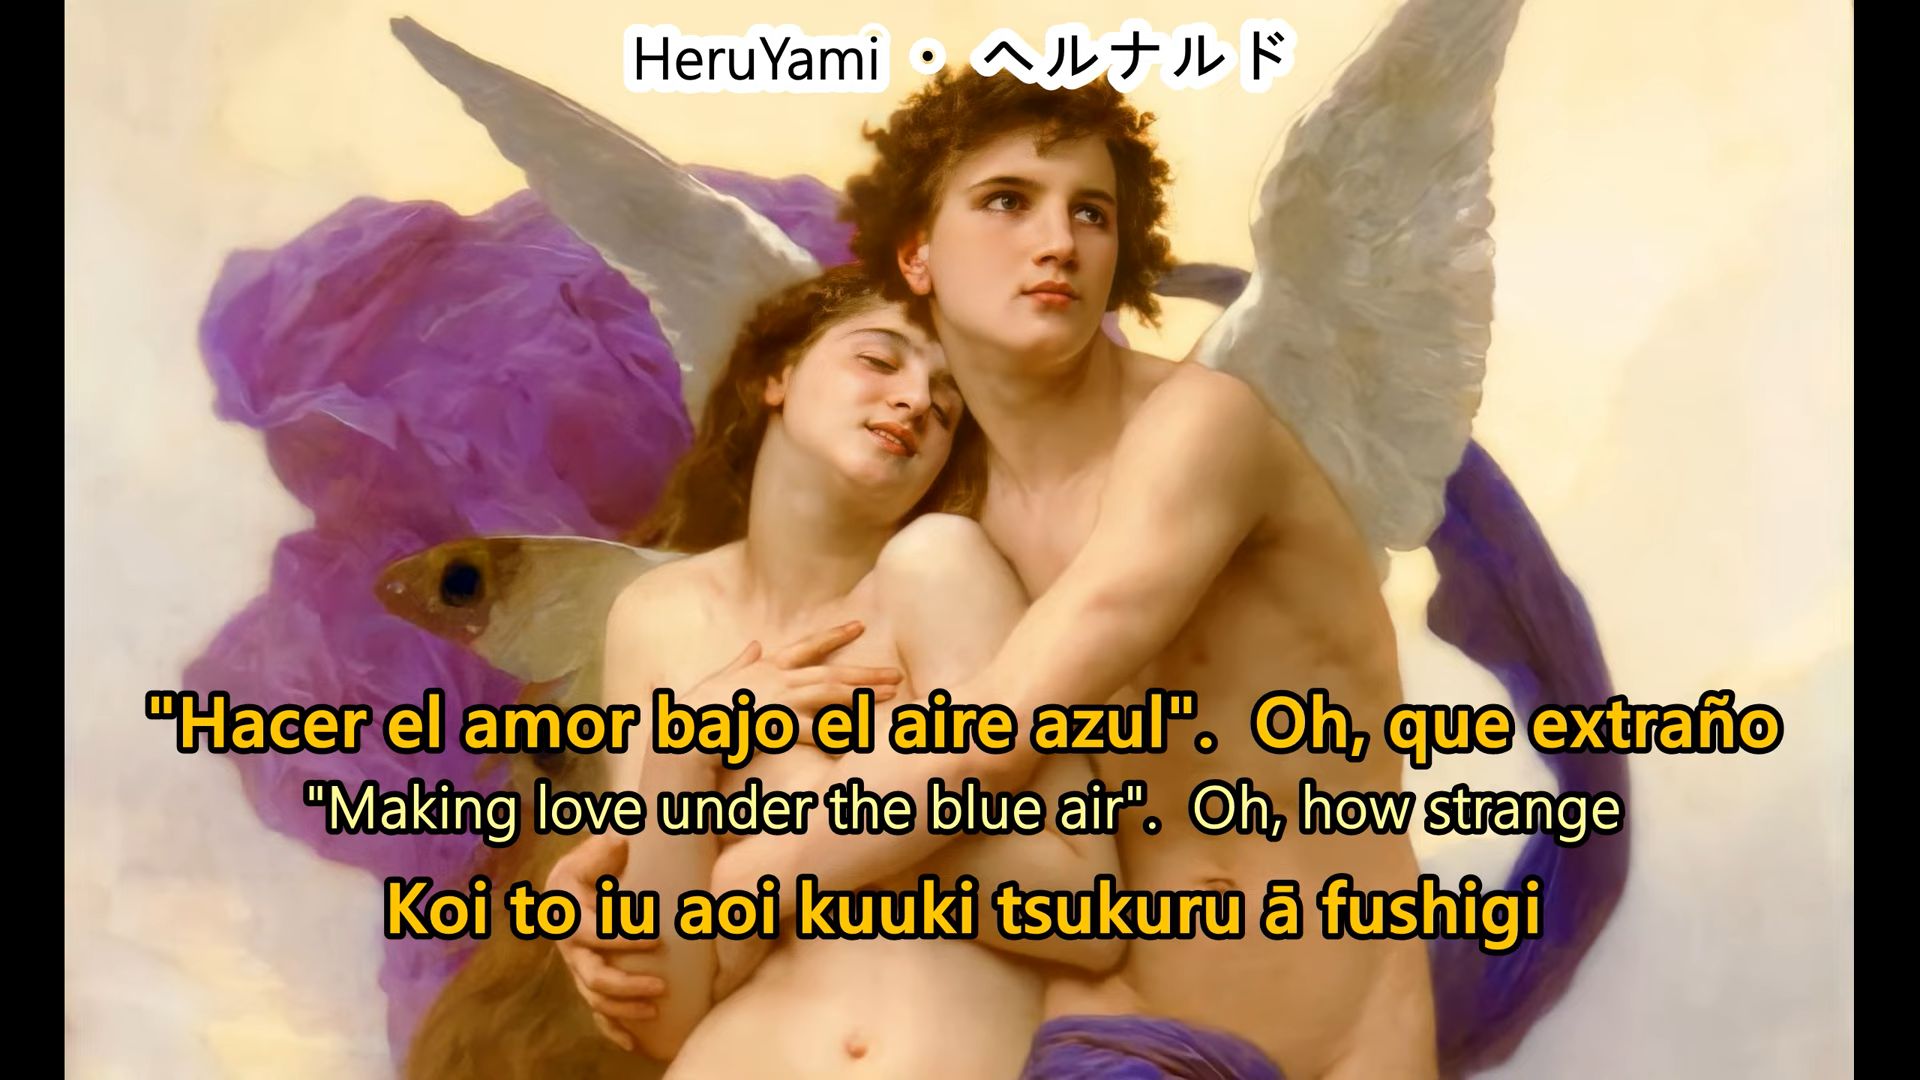 HeruYami • ヘルナルド
"Hacer el amor bajo el aire azul".  Oh, que extraño
"Making love under the blue air".  Oh, how strange
Koi to iu aoi kuuki tsukuru ā fushigi